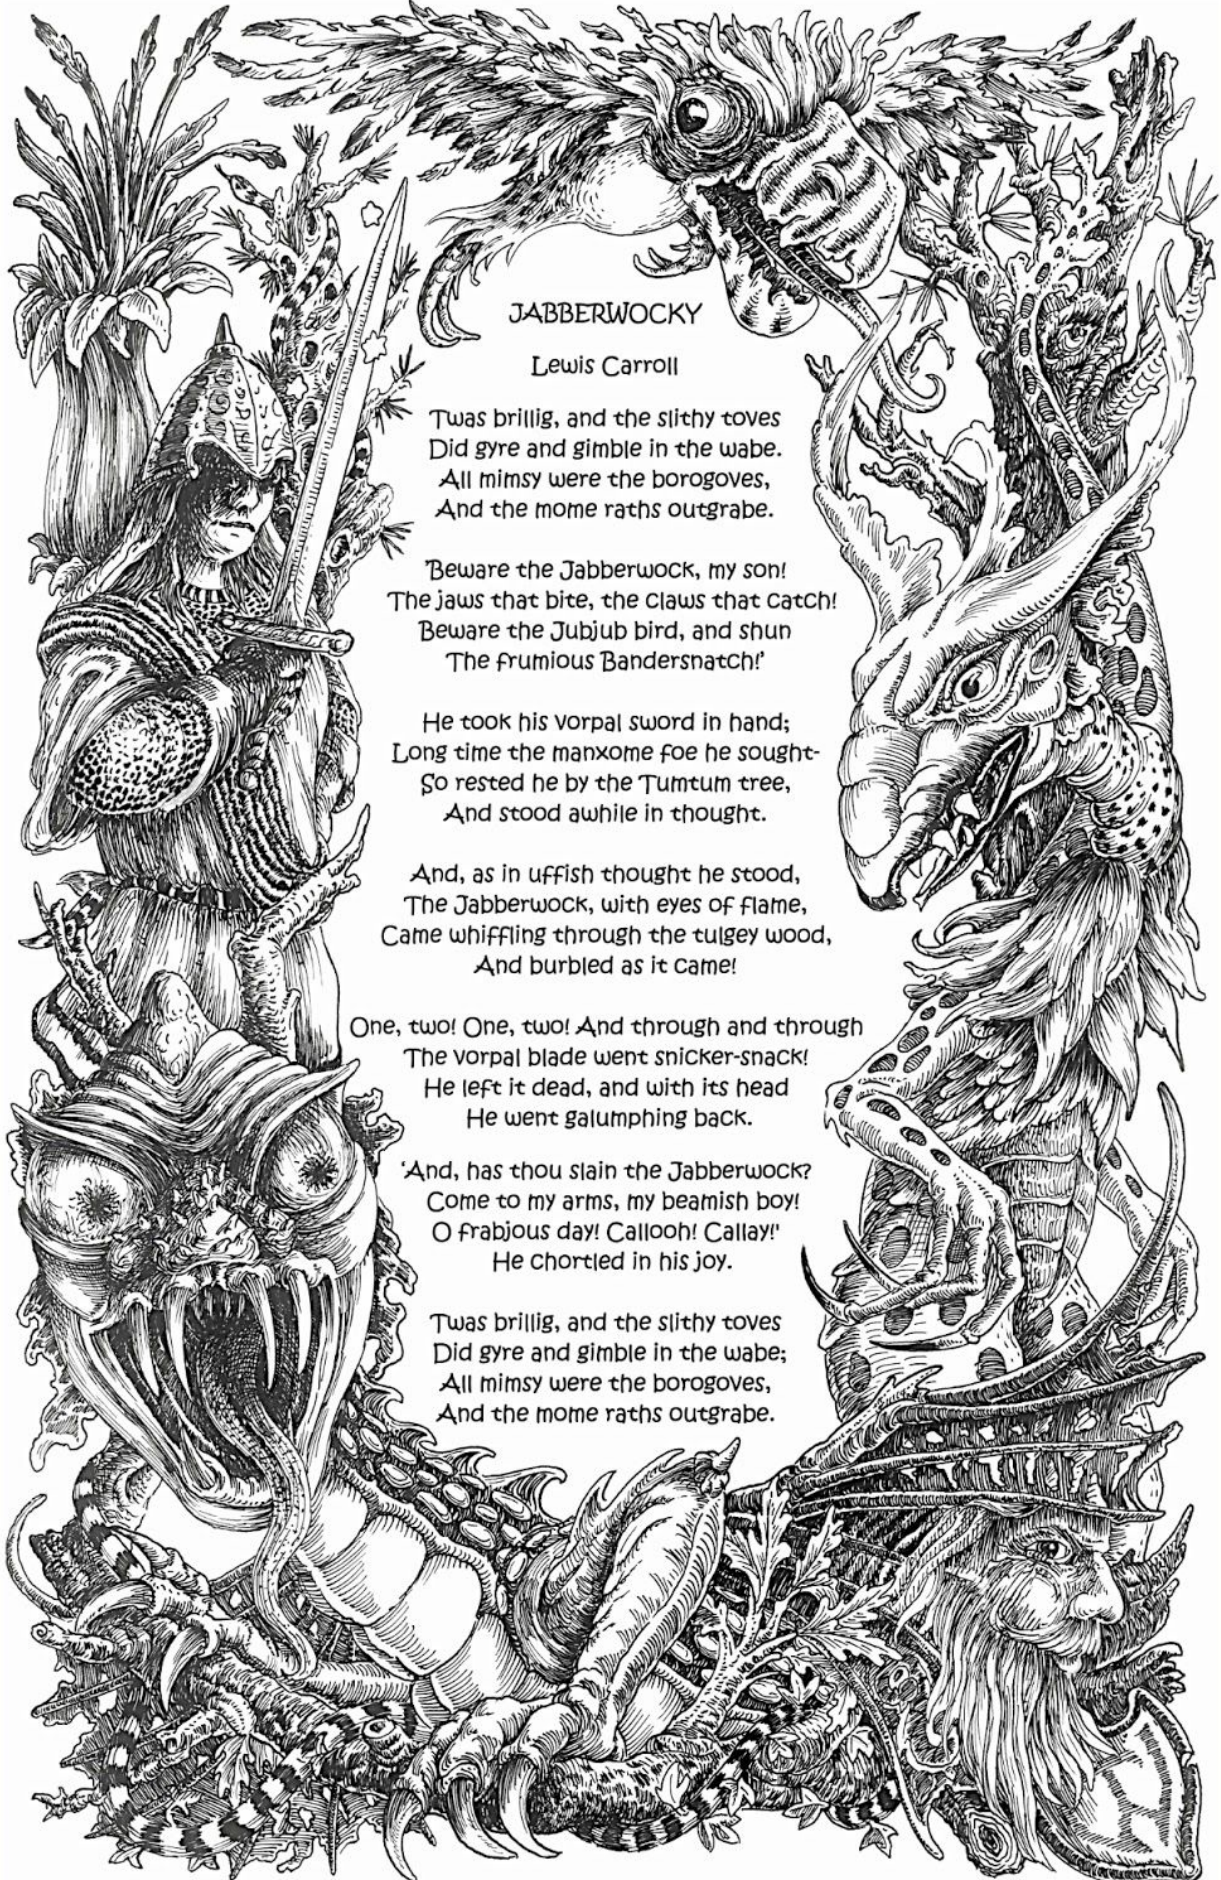 JABBERWOCKY
Lewis Carroll
'Twas brillig, and the slithy toves
Did gyre and gimble in the wabe.
All mimsy were the borogoves,
And the mome raths outgrabe.
'Beware the Jabberwock, my son!
The jaws that bite, the claws that catch!
Beware the Jubjub bird, and shun
The frumious Bandersnatch!'
He took his vorpal sword in hand;
Long time the manxome foe he sought-
So rested he by the Tumtum tree,
And stood awhile in thought.
And, as in uffish thought he stood,
The Jabberwock, with eyes of flame,
Came whiffling through the tulgey wood,
And burbled as it came!
One, two! One, two! And through and through
The vorpal blade went snicker-snack!
He left it dead, and with its head
He went galumphing back.
'And, has thou slain the Jabberwock?
Come to my arms, my beamish boy!
O frabjous day! Callooh! Callay!'
He chortled in his joy.
'Twas brillig, and the slithy toves
Did gyre and gimble in the wabe;
All mimsy were the borogoves,
And the mome raths outgrabe.